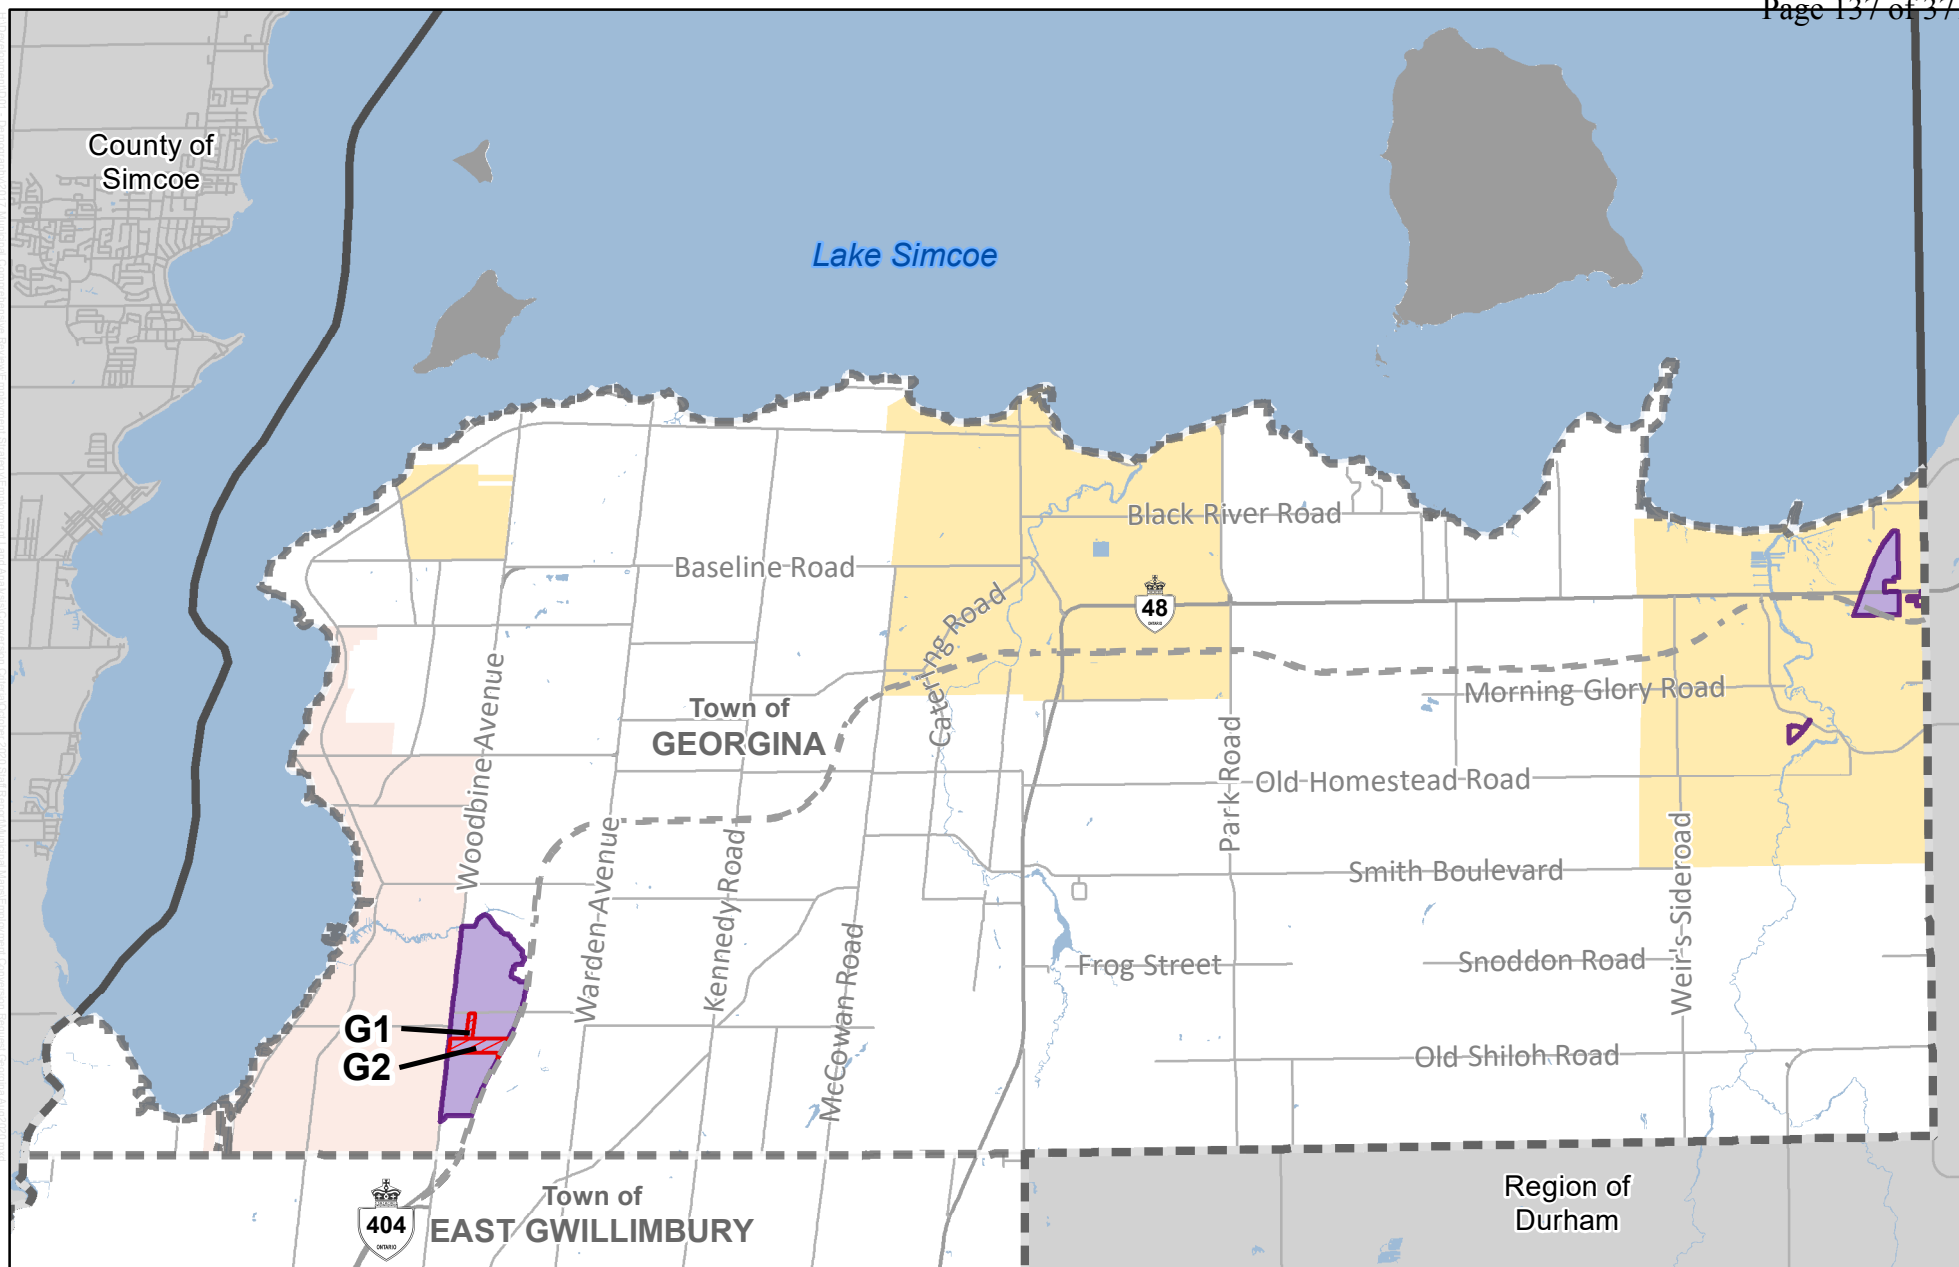 Page 137 of 37
County of
Simcoe
Lake Simcoe
Black River Road
Baseline Road
48
ONTARIO
Catering Road
Woodbine Avenue
Morning Glory Road
Town of
GEORGINA
Park Road
Old Homestead Road
Warden Avenue
Kennedy Road
Smith Boulevard
Weir's Sideroad
McCowan Road
Frog Street
Snoddon Road
G1
G2
Old Shiloh Road
Town of
EAST GWILLIMBURY
404
ONTARIO
Region of
Durham